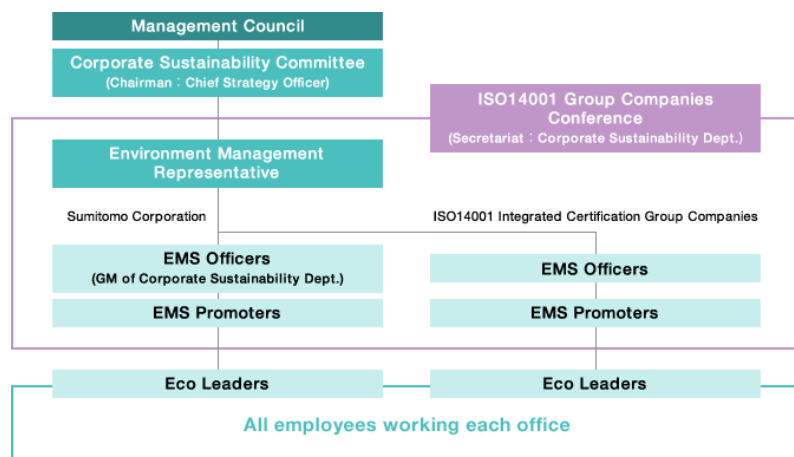 Management Council
Corporate Sustainability Committee
(Chairman：Chief Strategy Officer)
ISO14001 Group Companies
Conference
(Secretariat：Corporate Sustainability Dept.)
Environment Management
Representative
Sumitomo Corporation
ISO14001 Integrated Certification Group Companies
EMS Officers
(GM of Corporate Sustainability Dept.)
EMS Officers
EMS Promoters
EMS Promoters
Eco Leaders
Eco Leaders
All employees working each office